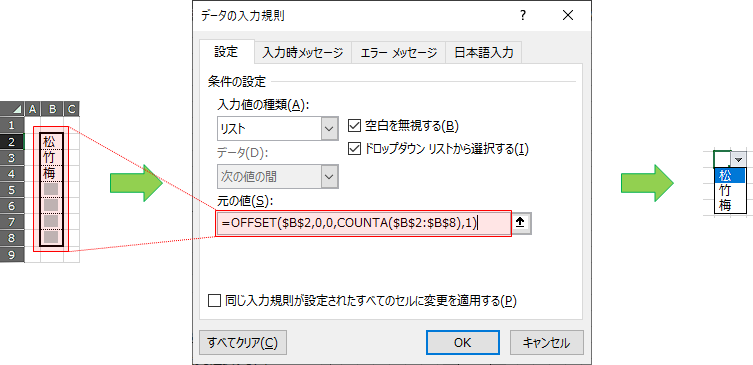 データの入力規則
? ×
設定 入力時メッセージ エラー メッセージ 日本語入力
条件の設定
入力値の種類(A):
リスト
空白を無視する(B)
データ(D):
ドロップダウン リストから選択する(I)
次の値の間
元の値(S):
=OFFSET($B$2,0,0,COUNTA($B$2:$B$8),1)
同じ入力規則が設定されたすべてのセルに変更を適用する(P)
すべてクリア(C) OK キャンセル
A B C
1
2 松
3 竹
4 梅
5
6
7
8
9
松
竹
梅